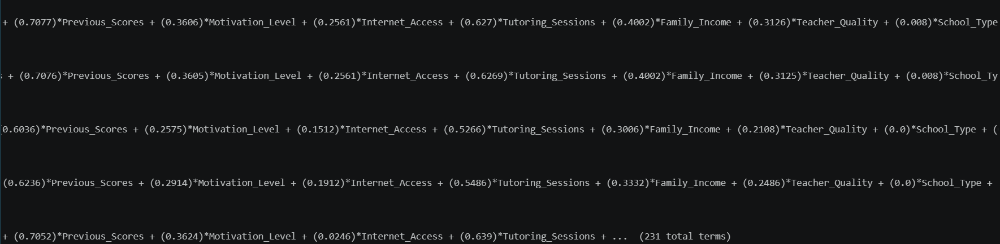 + (0.7077)*Previous_Scores + (0.3606)*Motivation_Level + (0.2561)*Internet_Access + (0.627)*Tutoring_Sessions + (0.4002)*Family_Income + (0.3126)*Teacher_Quality + (0.008)*School_Type
+ (0.7076)*Previous_Scores + (0.3605)*Motivation_Level + (0.2561)*Internet_Access + (0.6269)*Tutoring_Sessions + (0.4002)*Family_Income + (0.3125)*Teacher_Quality + (0.008)*School_Ty
(0.6036)*Previous_Scores + (0.2575)*Motivation_Level + (0.1512)*Internet_Access + (0.5266)*Tutoring_Sessions + (0.3006)*Family_Income + (0.2108)*Teacher_Quality + (0.0)*School_Type + (
(0.6236)*Previous_Scores + (0.2914)*Motivation_Level + (0.1912)*Internet_Access + (0.5486)*Tutoring_Sessions + (0.3332)*Family_Income + (0.2486)*Teacher_Quality + (0.0)*School_Type +
+ (0.7052)*Previous_Scores + (0.3624)*Motivation_Level + (0.0246)*Internet_Access + (0.639)*Tutoring_Sessions + ... (231 total terms)